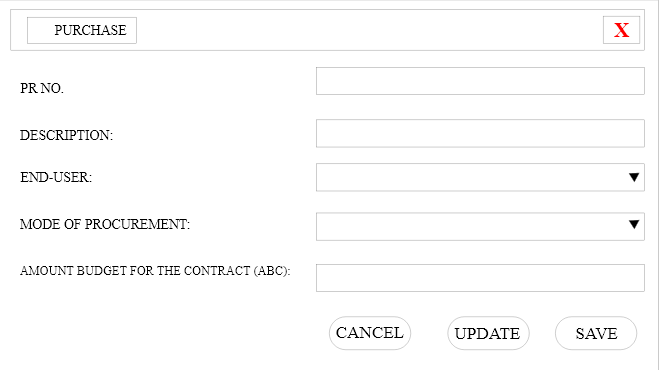 PURCHASE X
PR NO.
DESCRIPTION:
END-USER:
MODE OF PROCUREMENT:
AMOUNT BUDGET FOR THE CONTRACT (ABC):
CANCEL UPDATE SAVE